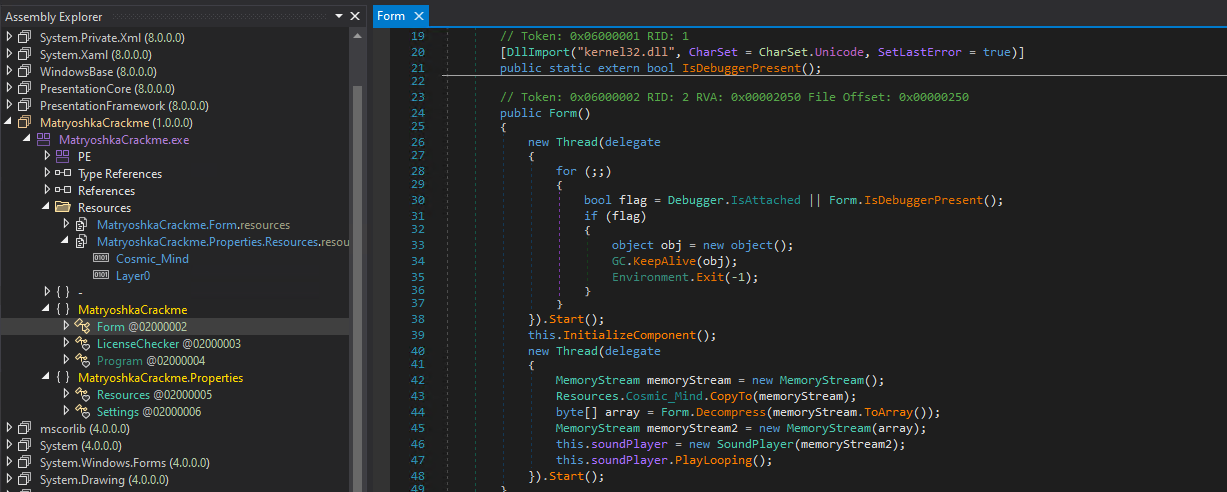 Assembly Explorer
System.Private.Xml (8.0.0.0)
System.Xaml (8.0.0.0)
WindowsBase (8.0.0.0)
PresentationCore (8.0.0.0)
PresentationFramework (8.0.0.0)
MatryoshkaCrackme (1.0.0.0)
MatryoshkaCrackme.exe
PE
Type References
References
Resources
MatryoshkaCrackme.Form.resources
MatryoshkaCrackme.Properties.Resources.resou
Cosmic_Mind
Layer0
{ } -
{ } MatryoshkaCrackme
Form @02000002
LicenseChecker @02000003
Program @02000004
{ } MatryoshkaCrackme.Properties
Resources @02000005
Settings @02000006
mscorlib (4.0.0.0)
System (4.0.0.0)
System.Windows.Forms (4.0.0.0)
System.Drawing (4.0.0.0)
Form
19 // Token: 0x06000001 RID: 1
20 [DllImport("kernel32.dll", CharSet = CharSet.Unicode, SetLastError = true)]
21 public static extern bool IsDebuggerPresent();
22
23 // Token: 0x06000002 RID: 2 RVA: 0x00002050 File Offset: 0x00000250
24 public Form()
25 {
26 new Thread(delegate
27 {
28 for (;;)
29 {
30 bool flag = Debugger.IsAttached || Form.IsDebuggerPresent();
31 if (flag)
32 {
33 object obj = new object();
34 GC.KeepAlive(obj);
35 Environment.Exit(-1);
36 }
37 }
38 }).Start();
39 this.InitializeComponent();
40 new Thread(delegate
41 {
42 MemoryStream memoryStream = new MemoryStream();
43 Resources.Cosmic_Mind.CopyTo(memoryStream);
44 byte[] array = Form.Decompress(memoryStream.ToArray());
45 MemoryStream memoryStream2 = new MemoryStream(array);
46 this.soundPlayer = new SoundPlayer(memoryStream2);
47 this.soundPlayer.PlayLooping();
48 }).Start();
49 }